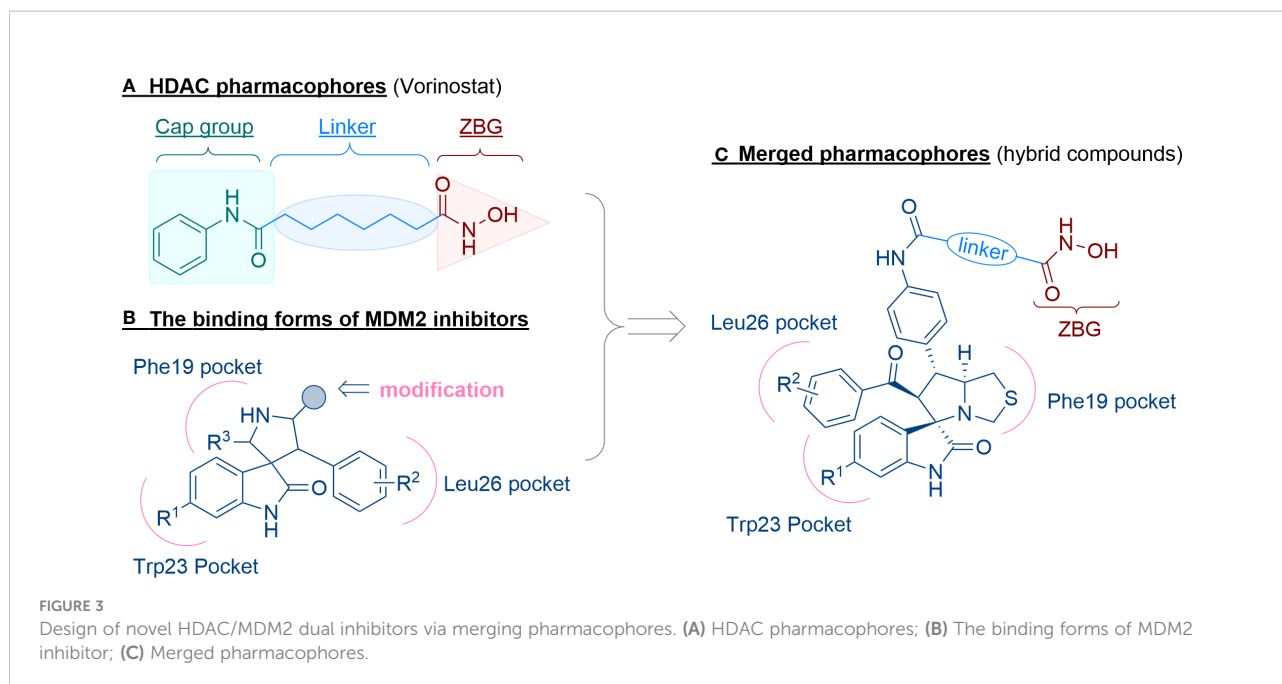 A HDAC pharmacophores (Vorinostat)
Cap group Linker ZBG
H
N
O
O
N
H
OH
B The binding forms of MDM2 inhibitors
Phe19 pocket
modification
HN
R3
R2
Leu26 pocket
O
N
H
R1
Trp23 Pocket
C Merged pharmacophores (hybrid compounds)
O
HN
linker
H
N
OH
O
ZBG
Leu26 pocket
O
H
R2
S
N
Phe19 pocket
O
R1
N
H
Trp23 Pocket
FIGURE 3
Design of novel HDAC/MDM2 dual inhibitors via merging pharmacophores. (A) HDAC pharmacophores; (B) The binding forms of MDM2
inhibitor; (C) Merged pharmacophores.